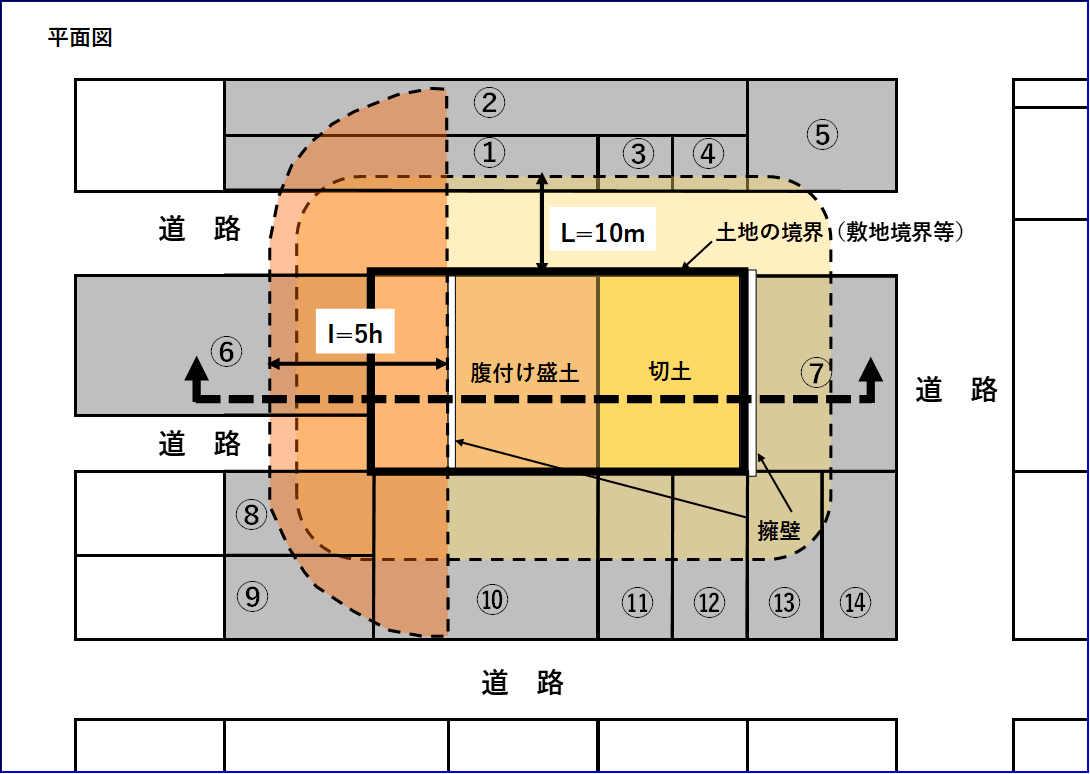 平面図
②
⑤
①
③
④
道　路
L=10m
土地の境界（敷地境界等）
l=5h
⑥
腹付け盛土
切土
⑦
道　路
道　路
⑧
擁壁
⑨
⑩
⑪
⑫
⑬
⑭
道　路